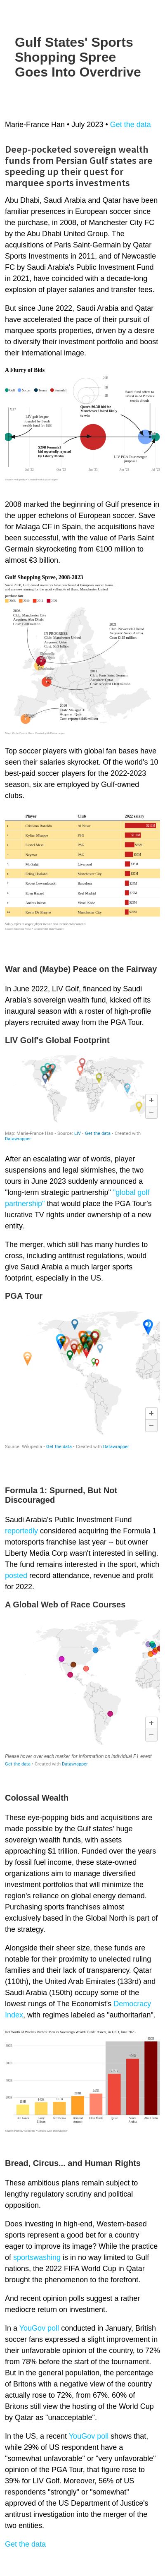 Gulf States' Sports
Shopping Spree
Goes Into Overdrive
Marie-France Han • July 2023 • Get the data
Deep-pocketed sovereign wealth
funds from Persian Gulf states are
speeding up their quest for
marquee sports investments
Abu Dhabi, Saudi Arabia and Qatar have been
familiar presences in European soccer since
the purchase, in 2008, of Manchester City FC
by the Abu Dhabi United Group. The
acquisitions of Paris Saint-Germain by Qatar
Sports Investments in 2011, and of Newcastle
FC by Saudi Arabia's Public Investment Fund
in 2021, have coincided with a decade-long
explosion of player salaries and transfer fees.
But since June 2022, Saudi Arabia and Qatar
have accelerated the pace of their pursuit of
marquee sports properties, driven by a desire
to diversify their investment portfolios and boost
their international image.
A Flurry of Bids
2008 marked the beginning of Gulf presence in
the upper echelons of European soccer. Save
for Malaga CF in Spain, the acquisitions have
been successful, with revenues of Paris Saint
Germain skyrocketing from €100 million to
almost €3 billion.
Gulf Shopping Spree, 2008-2023
Top soccer players with global fan bases have
also seen their salaries skyrocket. Of the world's 10
best-paid soccer players for the 2022-2023
season, six are employed by Gulf-owned
clubs.
Player Club 2022 salary
Cristiano Ronaldo Al-Nassr
Kylian Mbappe PSG
Lionel Messi PSG
Neymar PSG
Mo Salah Liverpool
Erling Haaland Manchester City
Robert Lewandowski Barcelona
Eden Hazard Real Madrid
Andres Iniesta Vissel Kobe
Kevin De Bruyne Manchester City
War and (Maybe) Peace on the Fairway
In June 2022, LIV Golf, financed by Saudi
Arabia's sovereign wealth fund, kicked off its
inaugural season with a roster of high-profile
players recruited away from the PGA Tour.
LIV Golf's Global Footprint
Map: Marie-France Han • Source: LIV • Get the data • Created with
Datawrapper
After an escalating war of words, player
suspensions and legal skirmishes, the two
tours in June 2023 suddenly announced a
"long-term strategic partnership" "global golf
partnership" that would place the PGA Tour's
lucrative TV rights under ownership of a new
entity.
The merger, which still has many hurdles to
cross, including antitrust regulations, would
give Saudi Arabia a much larger sports
footprint, especially in the US.
PGA Tour
Source: Wikipedia • Get the data • Created with Datawrapper
Formula 1: Spurned, But Not
Discouraged
Saudi Arabia's Public Investment Fund
reportedly considered acquiring the Formula 1
motorsports franchise last year -- but owner
Liberty Media Corp wasn't interested in selling.
The fund remains interested in the sport, which
posted record attendance, revenue and profit
for 2022.
A Global Web of Race Courses
Please hover over each marker for information on individual F1 event
Get the data • Created with Datawrapper
Colossal Wealth
These eye-popping bids and acquisitions are
made possible by the Gulf states' huge
sovereign wealth funds, with assets
approaching $1 trillion. Funded over the years
by fossil fuel income, these state-owned
organizations aim to manage diversified
investment portfolios that will minimize the
region's reliance on global energy demand.
Purchasing sports franchises almost
exclusively based in the Global North is part of
the strategy.
Alongside their sheer size, these funds are
notable for their proximity to unelected ruling
families and their lack of transparency. Qatar
(110th), the United Arab Emirates (133rd) and
Saudi Arabia (150th) occupy some of the
lowest rungs of The Economist's Democracy
Index, with regimes labeled as "authoritarian".
Bread, Circus... and Human Rights
These ambitious plans remain subject to
lengthy regulatory scrutiny and political
opposition.
Does investing in high-end, Western-based
sports represent a good bet for a country
eager to improve its image? While the practice
of sportswashing is in no way limited to Gulf
nations, the 2022 FIFA World Cup in Qatar
brought the phenomenon to the forefront.
And recent opinion polls suggest a rather
mediocre return on investment.
In a YouGov poll conducted in January, British
soccer fans expressed a slight improvement in
their unfavorable opinion of the country, to 72%
from 78% before the start of the tournament.
But in the general population, the percentage
of Britons with a negative view of the country
actually rose to 72%, from 67%. 60% of
Britons still view the hosting of the World Cup
by Qatar as "unacceptable".
In the US, a recent YouGov poll shows that,
while 29% of US respondent have a
"somewhat unfavorable" or "very unfavorable"
opinion of the PGA Tour, that figure rose to
39% for LIV Golf. Moreover, 56% of US
respondents "strongly" or "somewhat"
approved of the US Department of Justice's
antitrust investigation into the merger of the
two entities.
Get the data